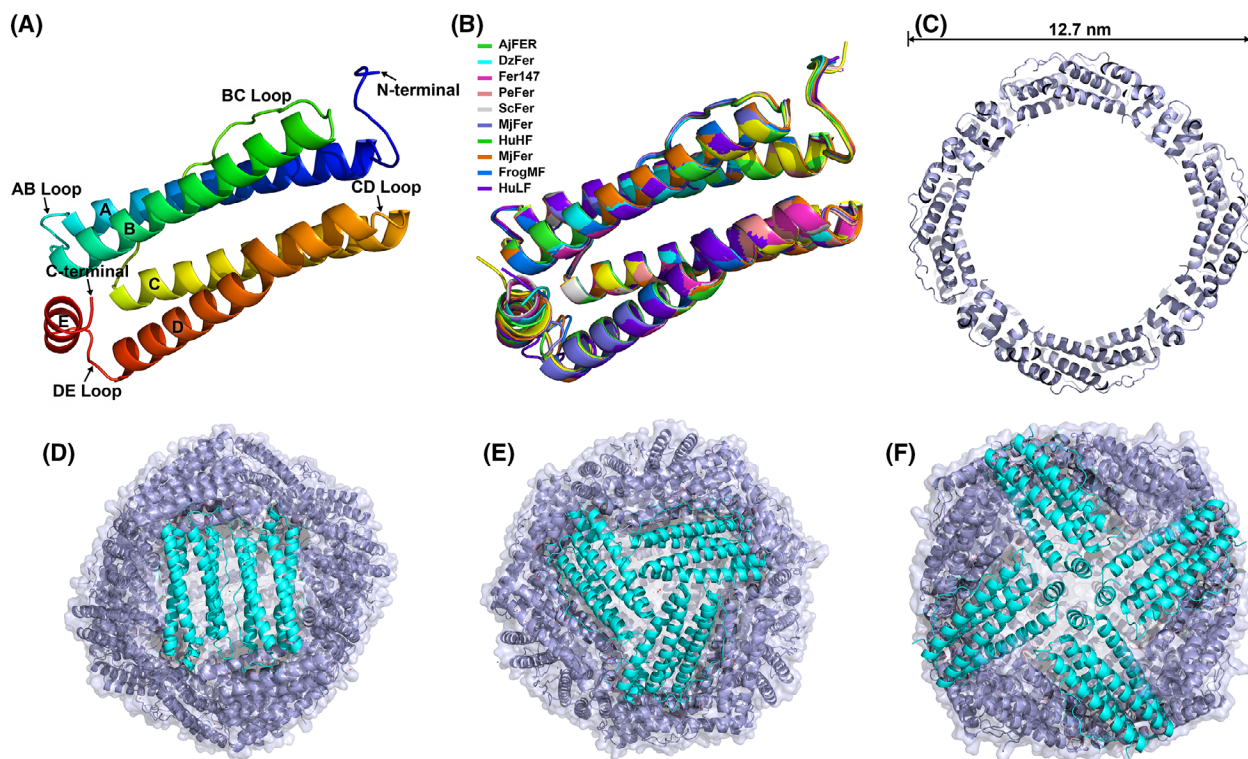 (A)
BC Loop
N-terminal
AB Loop
CD Loop
A
B
C-terminal
C
E
D
DE Loop
(B)
AjFER
DzFer
Fer147
PeFer
ScFer
MjFer
HuHF
MjFer
FrogMF
HuLF
(C)
12.7 nm
(D)
(E)
(F)